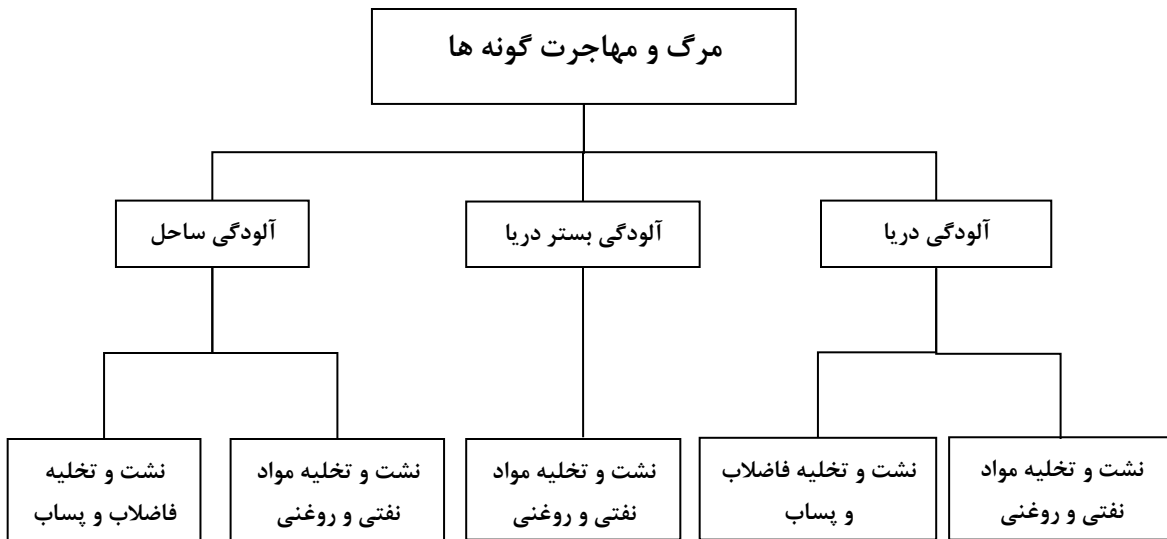 مرگ و مهاجرت گونه ها
آلودگی دریا
آلودگی بستر دریا
آلودگی ساحل
نشت و تخلیه مواد
نفتی و روغنی
نشت و تخلیه فاضلاب
و پساب
نشت و تخلیه مواد
نفتی و روغنی
نشت و تخلیه مواد
نفتی و روغنی
نشت و تخلیه
فاضلاب و پساب